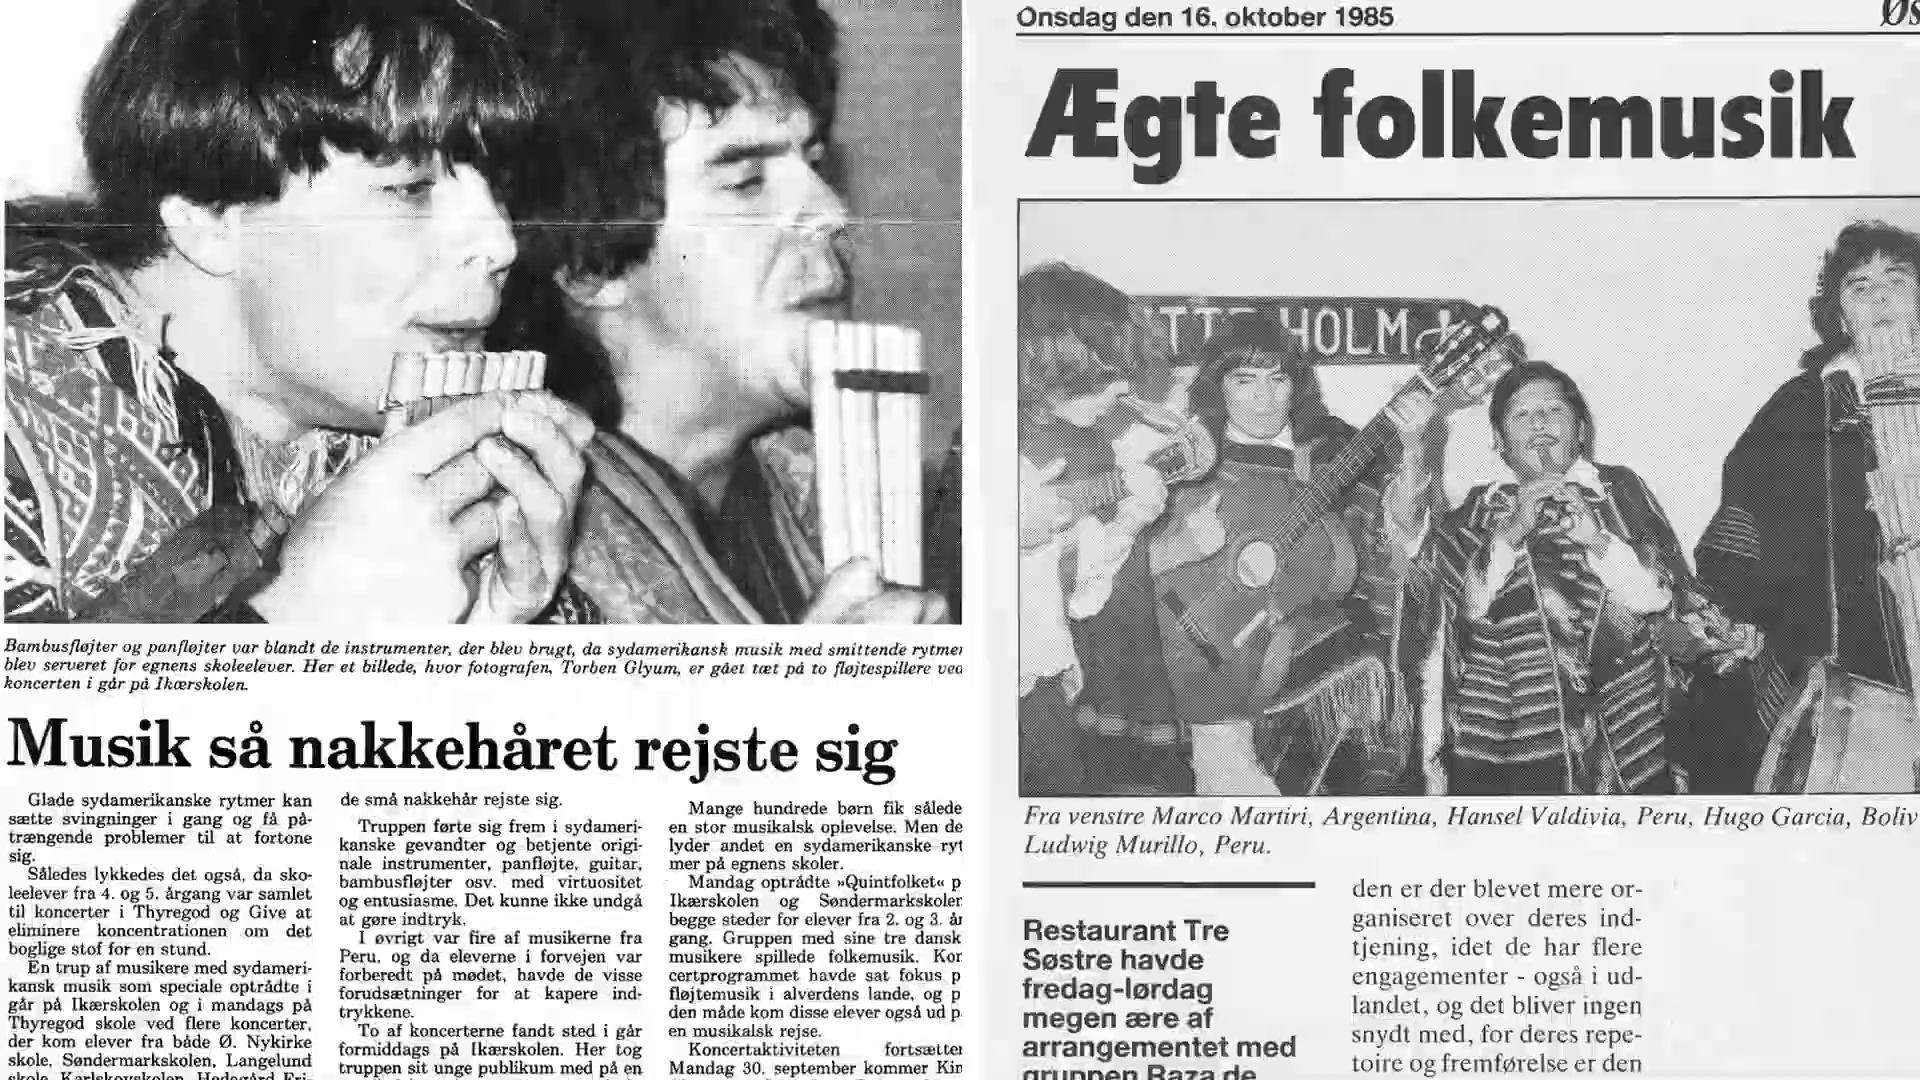 Bambusfløjter og panfløjter var blandt de instrumenter, der blev brugt, da sydamerikansk musik med smittende rytmer
blev serveret for egnens skoleelever. Her et billede, hvor fotografen, Torben Glyum, er gået tæt på to fløjtespillere ved
koncerten i går på Ikærskolen.
Musik så nakkehåret rejste sig
Glade sydamerikanske rytmer kan
sætte svingninger i gang og få på-
trængende problemer til at fortone
sig.
Således lykkedes det også, da sko-
leelever fra 4. og 5. årgang var samlet
til koncerter i Thyregod og Give at
eliminere koncentrationen om det
boglige stof for en stund.
En trup af musikere med sydameri-
kansk musik som speciale optrådte i
går på Ikærskolen og i mandags på
Thyregod skole ved flere koncerter,
der kom elever fra både Ø. Nykirke
skole, Søndermarkskolen, Langelund
skole, Karlskovskolen, Hedegård Fri-
de små nakkehår rejste sig.
Truppen førte sig frem i sydameri-
kanske gevandter og betjente origi-
nale instrumenter, panfløjte, guitar,
bambusfløjter osv. med virtuositet
og entusiasme. Det kunne ikke undgå
at gøre indtryk.
I øvrigt var fire af musikerne fra
Peru, og da eleverne i forvejen var
forberedt på mødet, havde de visse
forudsætninger for at kapere ind-
trykkene.
To af koncerterne fandt sted i går
formiddags på Ikærskolen. Her tog
truppen sit unge publikum med på en
Mange hundrede børn fik således
en stor musikalsk oplevelse. Men de
lyder andet en sydamerikanske ryt
mer på egnens skoler.
Mandag optrådte »Quintfolket« p
Ikærskolen og Søndermarkskolen
begge steder for elever fra 2. og 3. år
gang. Gruppen med sine tre dansk
musikere spillede folkemusik. Kon
certprogrammet havde sat fokus p
fløjtemusik i alverdens lande, og p
den måde kom disse elever også ud p
en musikalsk rejse.
Koncertaktiviteten fortsætter
Mandag 30. september kommer Kin
Onsdag den 16. oktober 1985
Øs
Ægte folkemusik
HOLM
Fra venstre Marco Martiri, Argentina, Hansel Valdivia, Peru, Hugo Garcia, Boliv
Ludwig Murillo, Peru.
Restaurant Tre
Søstre havde
fredag-lørdag
megen ære af
arrangementet med
gruppen Raza de
den er der blevet mere or-
ganiseret over deres ind-
tjening, idet de har flere
engagementer - også i ud-
landet, og det bliver ingen
snydt med, for deres repe-
toire og fremførelse er den